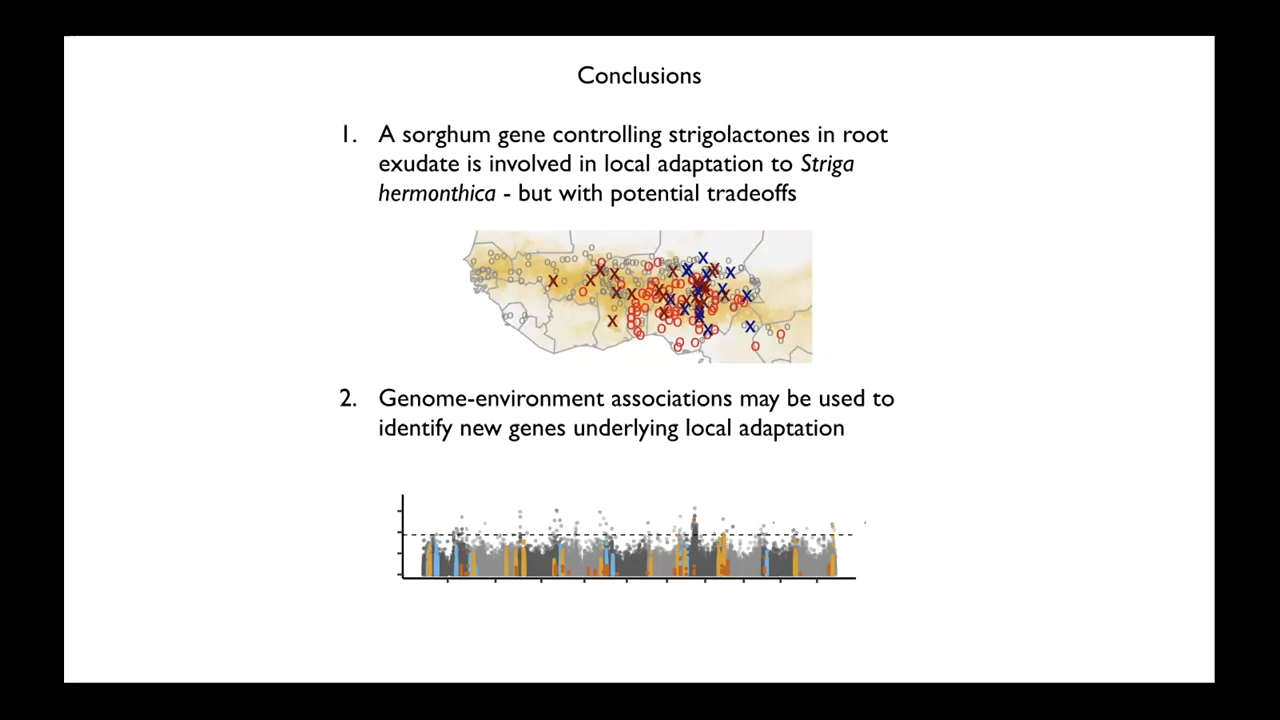 Conclusions
1. A sorghum gene controlling strigolactones in root
exudate is involved in local adaptation to Striga
hermonthica - but with potential tradeoffs
2. Genome-environment associations may be used to
identify new genes underlying local adaptation